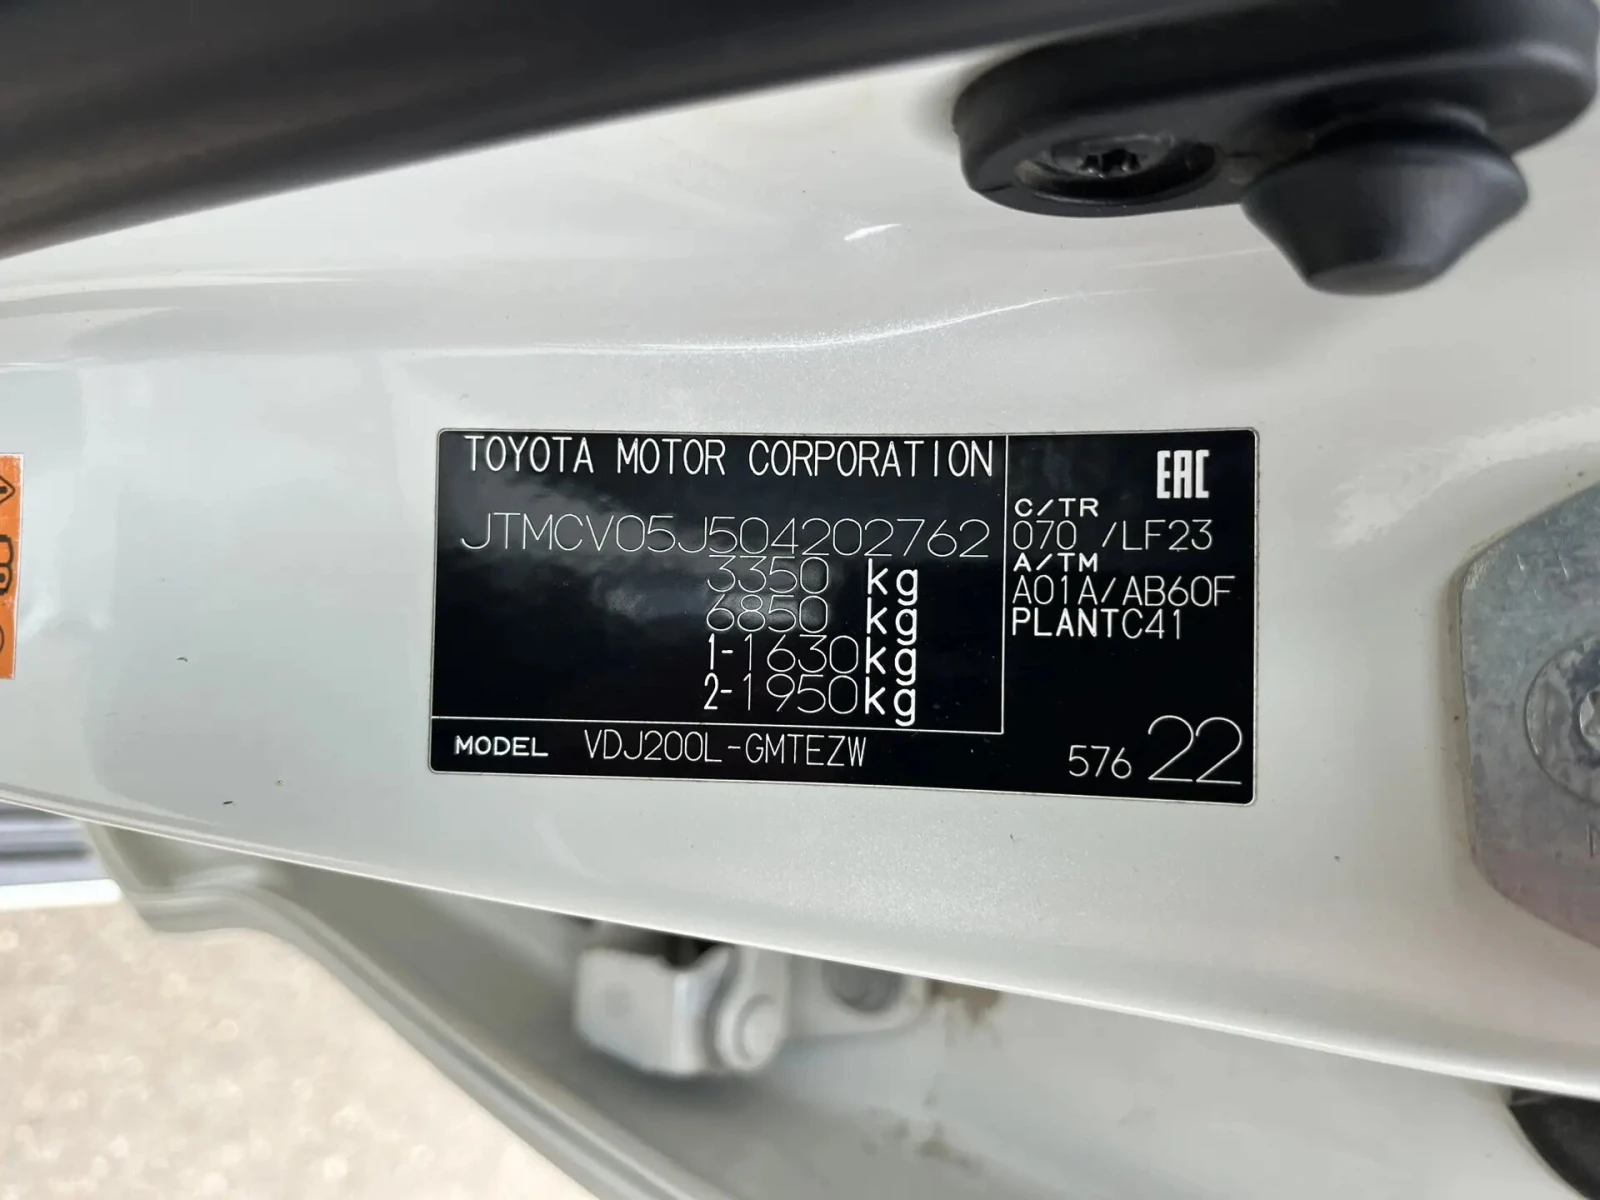 TOYOTA MOTOR CORPORATION
JTMCV05J504202762
3350 kg
6850 kg
1-1630kg
2-1950kg
MODEL VDJ200L-GMTEZW
EAC
C/TR
070 /LF23
A/TM
A01A/AB60F
PLANTC41
576 22